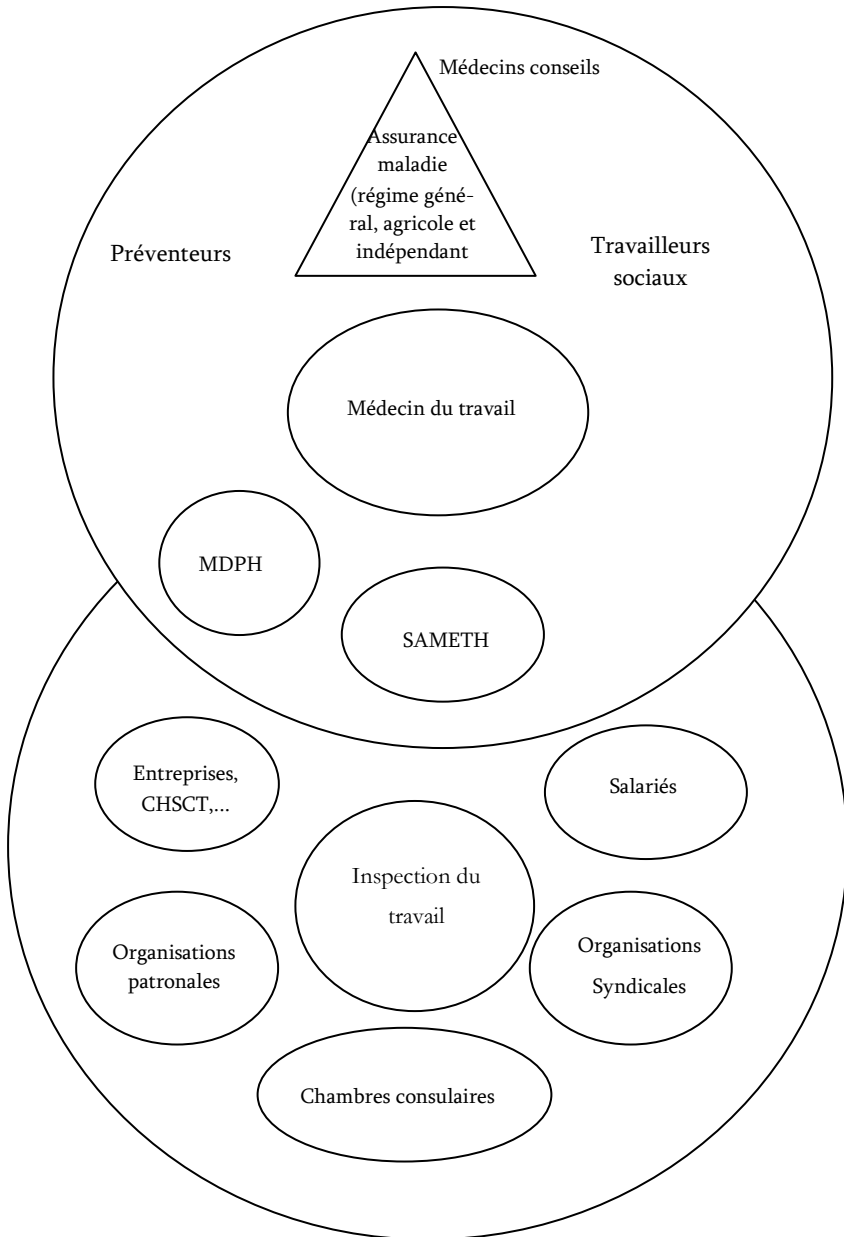 Médecins conseils
Assurance
maladie
(régime géné-
ral, agricole et
indépendant
Préventeurs
Travailleurs
sociaux
Médecin du travail
MDPH
SAMETH
Entreprises,
CHSCT,...
Salariés
Inspection du
travail
Organisations
patronales
Organisations
Syndicales
Chambres consulaires